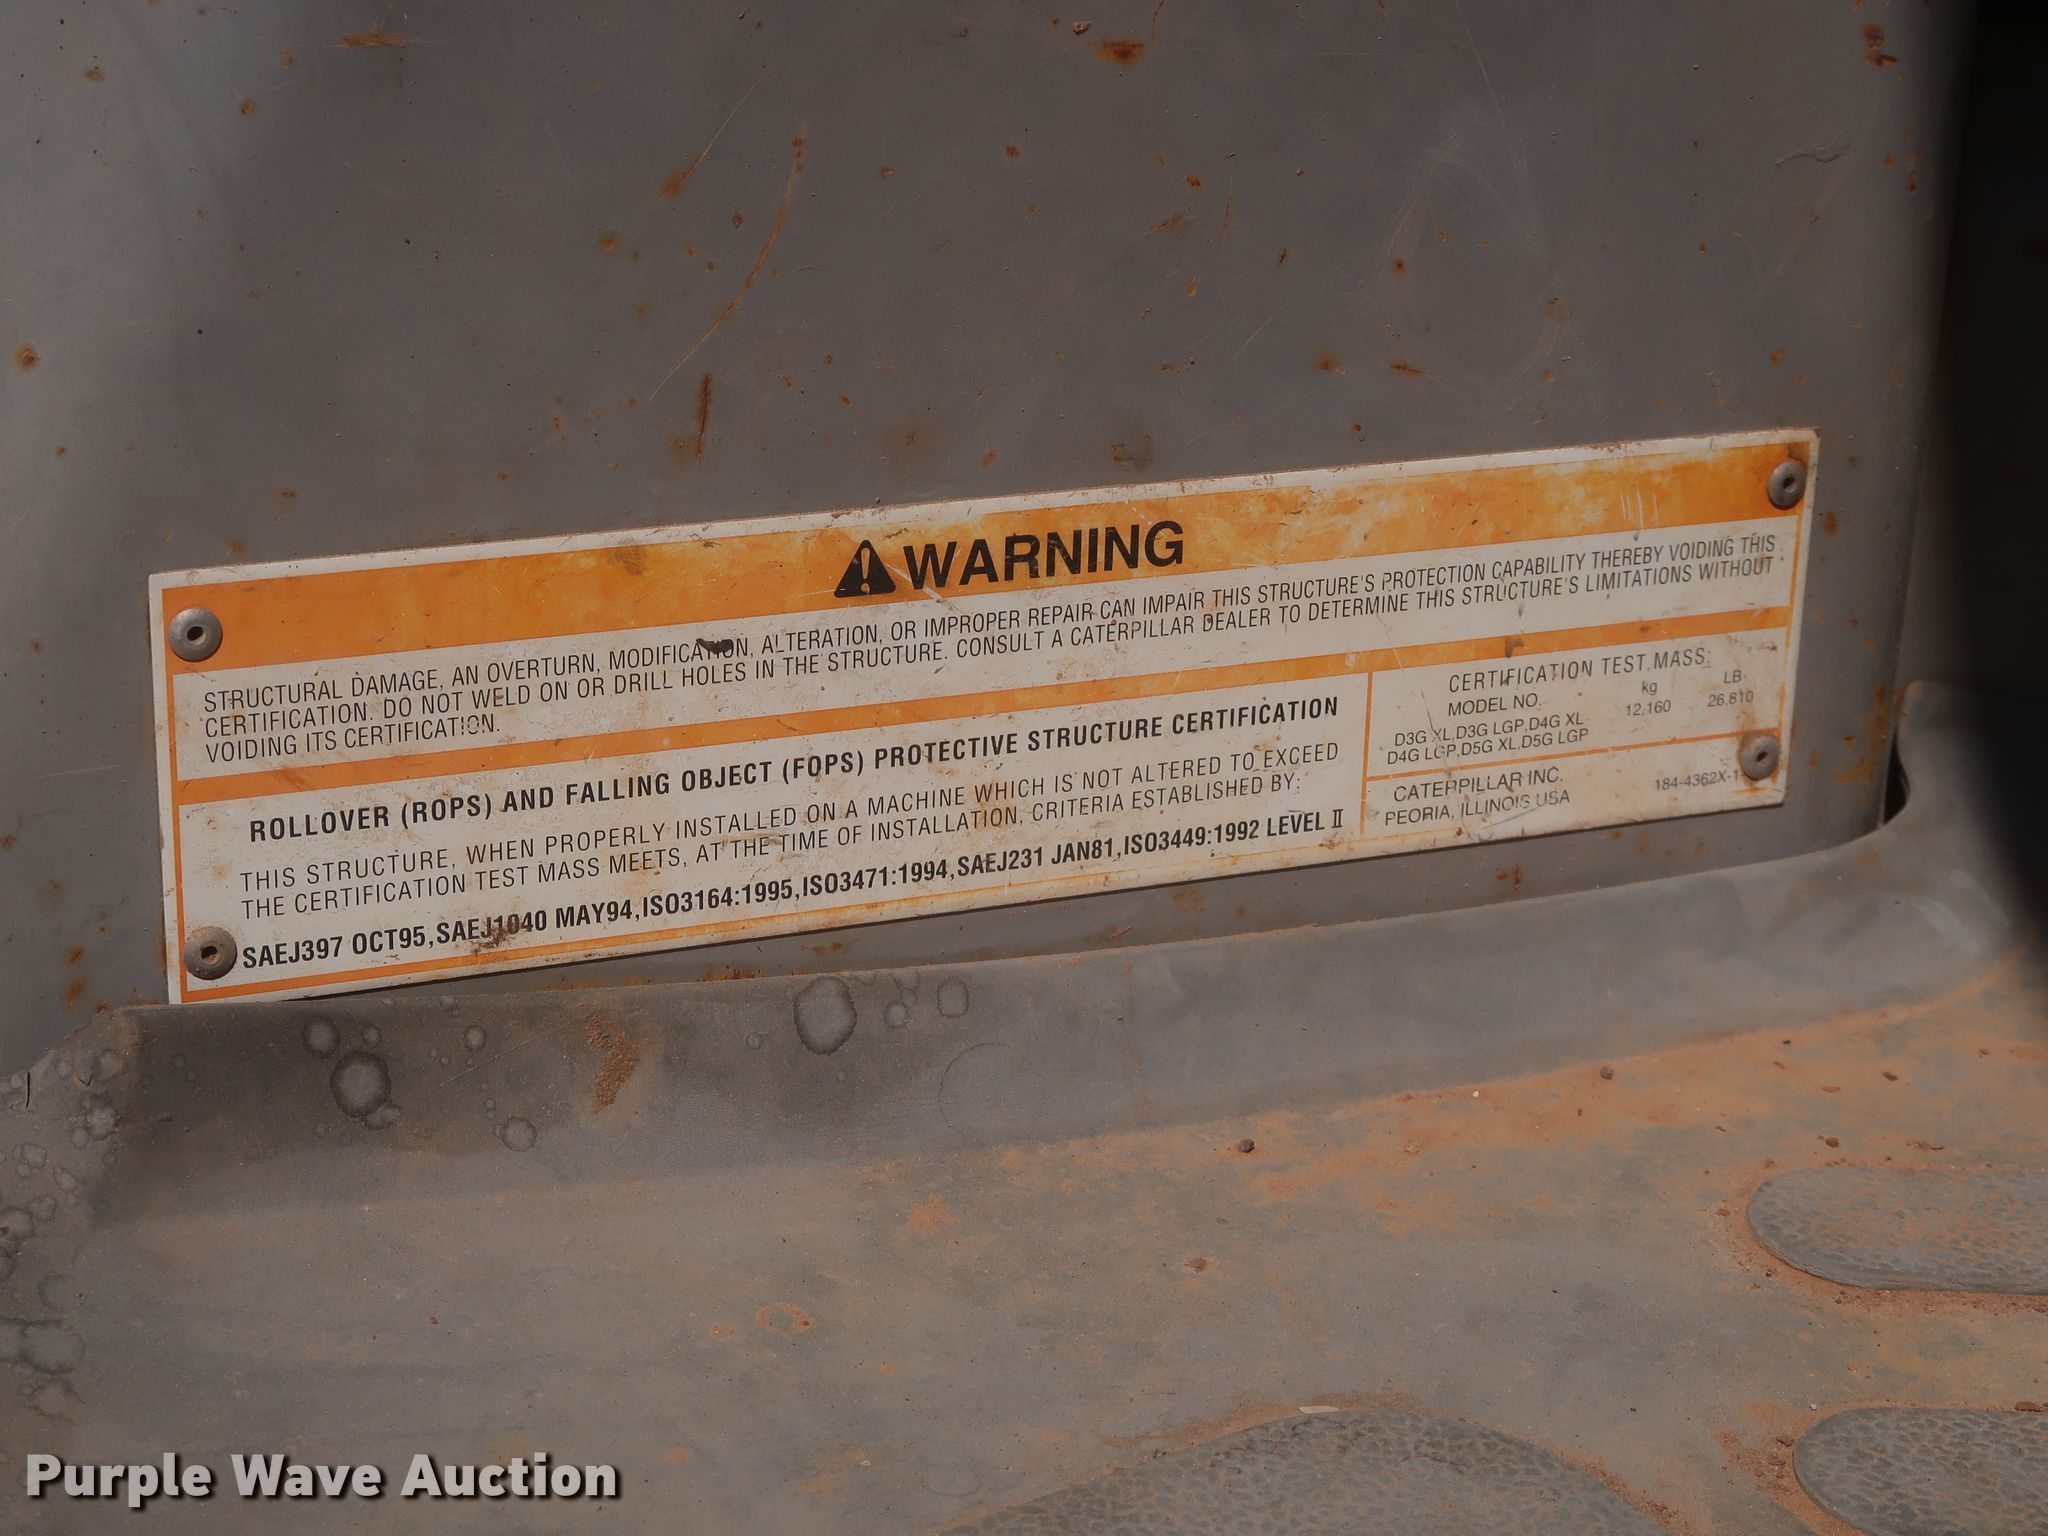 WARNING
STRUCTURAL DAMAGE, AN OVERTURN, MODIFICATION, ALTERATION, OR IMPROPER REPAIR CAN IMPAIR THIS STRUCTURE'S PROTECTION CAPABILITY THEREBY VOIDING THIS
CERTIFICATION. DO NOT WELD ON OR DRILL HOLES IN THE STRUCTURE. CONSULT A CATERPILLAR DEALER TO DETERMINE THIS STRUCTURE'S LIMITATIONS WITHOUT
VOIDING ITS CERTIFICATION.
ROLLOVER (ROPS) AND FALLING OBJECT (FOPS) PROTECTIVE STRUCTURE CERTIFICATION
THIS STRUCTURE, WHEN PROPERLY INSTALLED ON A MACHINE WHICH IS NOT ALTERED TO EXCEED
THE CERTIFICATION TEST MASS MEETS, AT THE TIME OF INSTALLATION, CRITERIA ESTABLISHED BY:
SAEJ397 OCT95,SAEJ1040 MAY94,ISO3164:1995,ISO3471:1994,SAEJ231 JAN81,ISO3449:1992 LEVEL II
CERTIFICATION TEST MASS:
MODEL NO. kg LB
D3G XL,D3G LGP,D4G XL 12,160 26,810
D4G LGP,D5G XL,D5G LGP
CATERPILLAR INC.
PEORIA, ILLINOIS USA
184-4362X-1
Purple Wave Auction